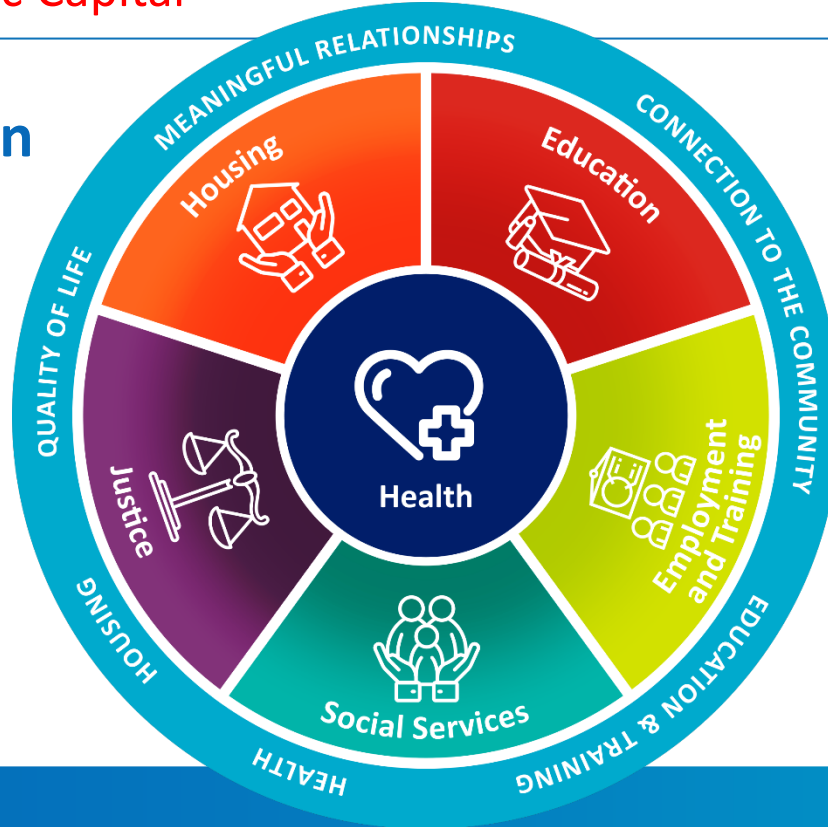 e Capital
n
MEANINGFUL RELATIONSHIPS
CONNECTION TO THE COMMUNITY
EDUCATION & TRAINING
HEALTH
HOUSING
QUALITY OF LIFE
Housing
Education
Employment
and Training
Social Services
Justice
Health